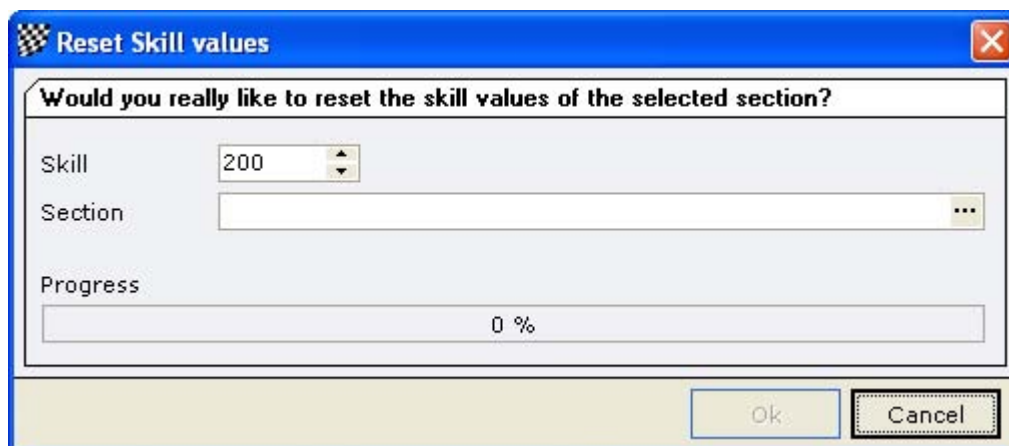 Reset Skill values
Would you really like to reset the skill values of the selected section?
Skill 200
Section ...
Progress
0 %
Ok Cancel